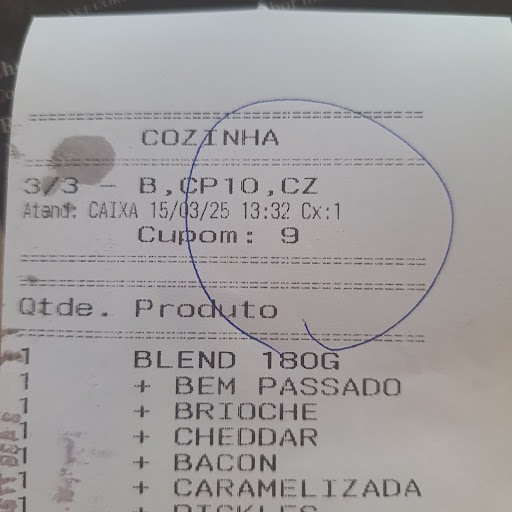 COZINHA
3/3 - B,CP10,CZ
Atend: CAIXA 15/03/25 13:32 Cx:1
Cupom: 9
Qtde. Produto
1 BLEND 180G
1 + BEM PASSADO
1 + BRIOCHE
1 + CHEDDAR
1 + BACON
1 + CARAMELIZADA
+ PICKLES